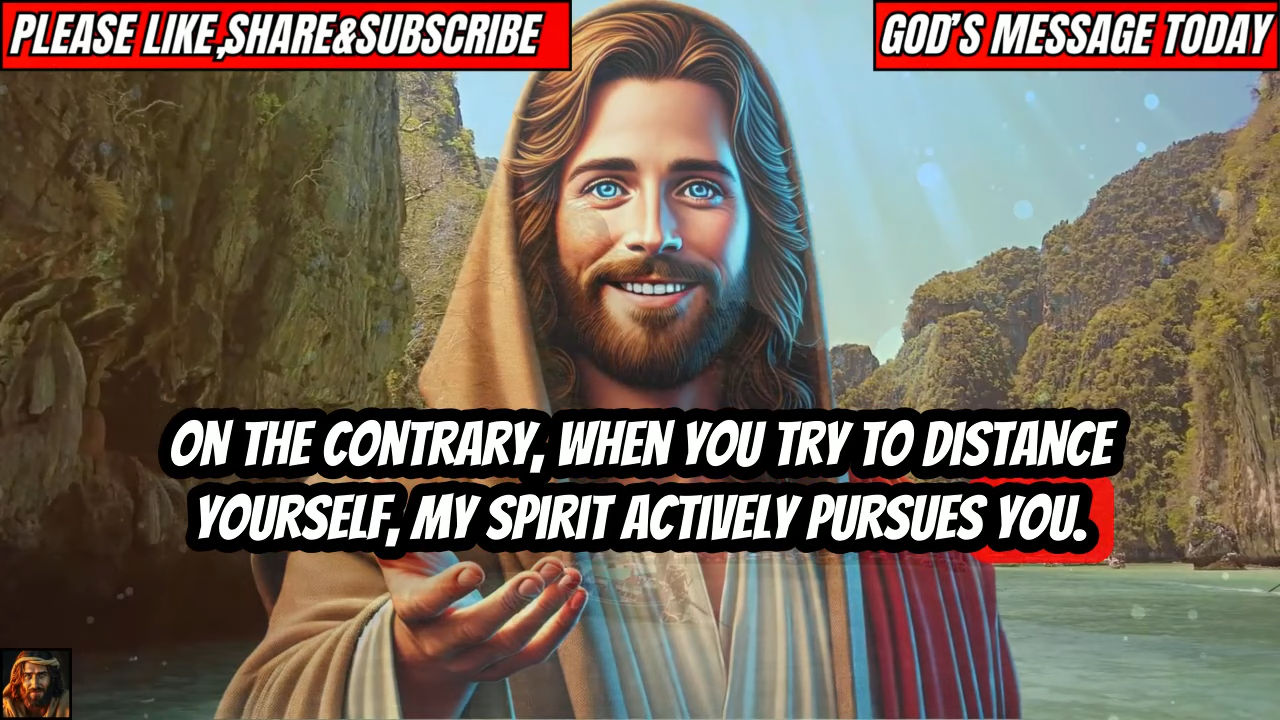 PLEASE LIKE,SHARE&SUBSCRIBE
GOD'S MESSAGE TODAY
ON THE CONTRARY, WHEN YOU TRY TO DISTANCE
YOURSELF, MY SPIRIT ACTIVELY PURSUES YOU.